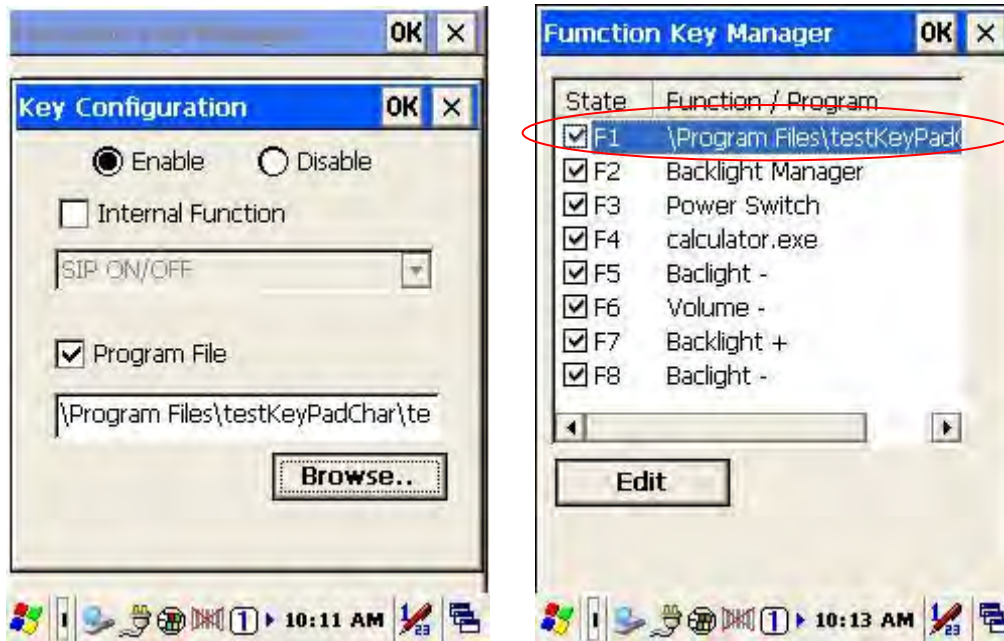 OK ×
Key Configuration OK ×
Enable Disable
Internal Function
SIP ON/OFF
Program File
\Program Files\testKeyPadChar\te
Browse..
1 10:11 AM
Fumction Key Manager OK ×
State Function / Program
F1 \Program Files\testKeyPad
F2 Backlight Manager
F3 Power Switch
F4 calculator.exe
F5 Baclight -
F6 Volume -
F7 Backlight +
F8 Baclight -
Edit
1 10:13 AM